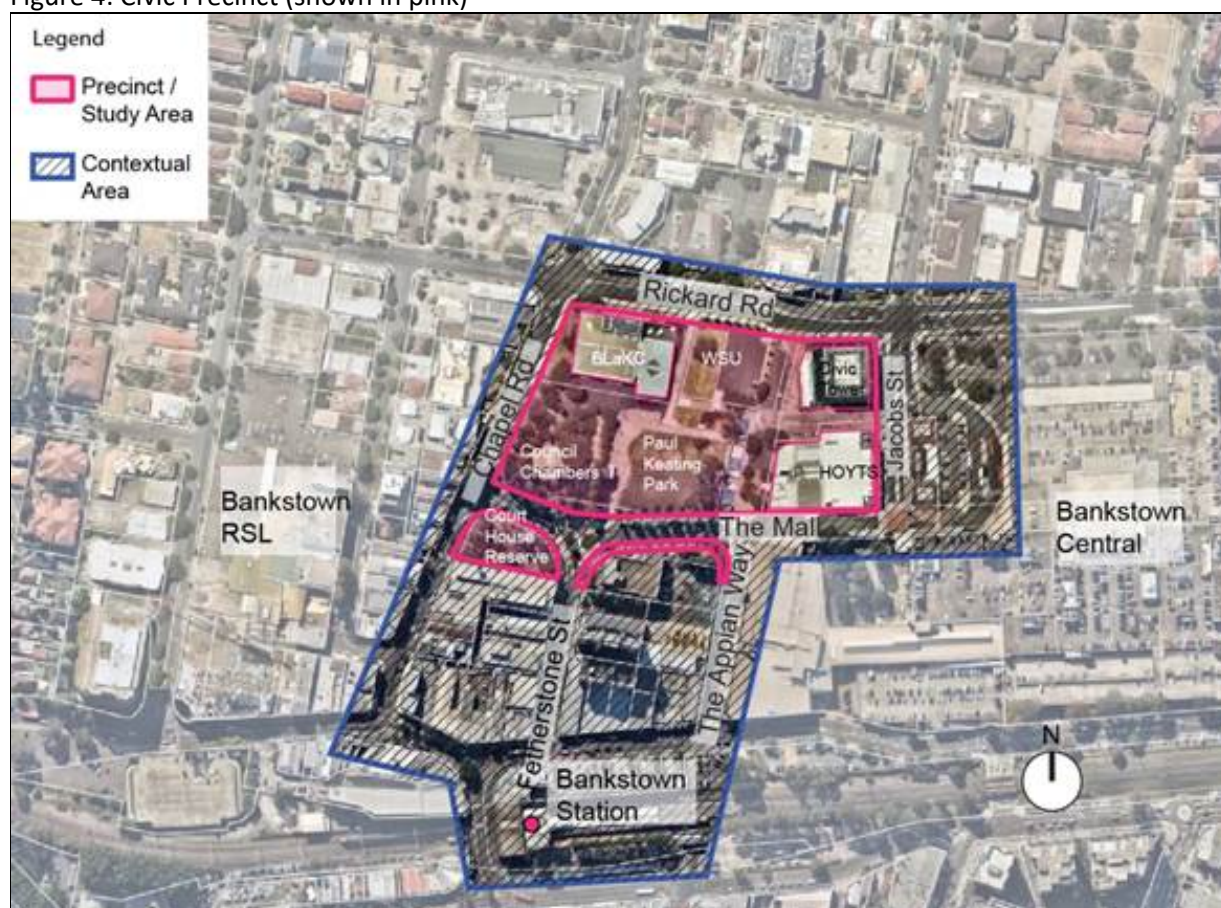 Figure 4: Civic Precinct (shown in pink)
Legend
Precinct /
Study Area
Contextual
Area
Rickard Rd
BLaKC
WSU
Civic
Tower
Chapel Rd
Jacobs St
Council
Chambers
Paul
Keating
Park
HOYTS
Bankstown
RSL
Court
House
Reserve
The Mall
Bankstown
Central
Fetherstone St
The Appian Way
Bankstown
Station
N